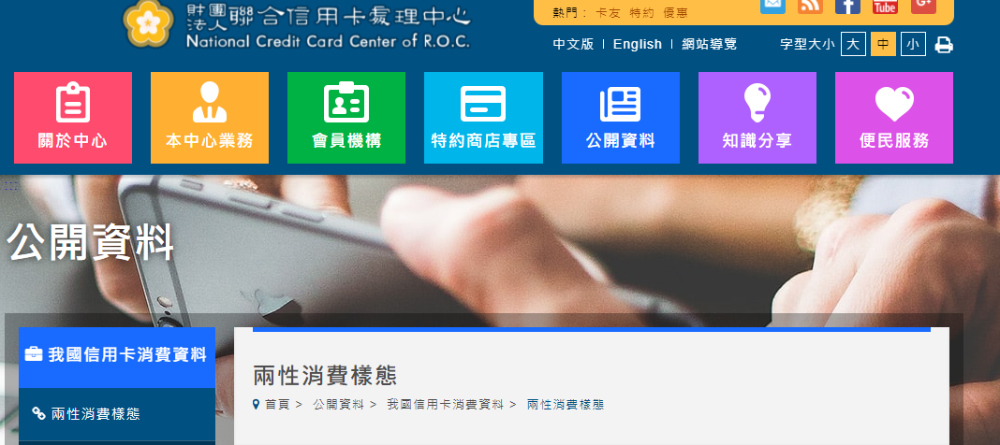 財團法人 聯合信用卡處理中心
National Credit Card Center of R.O.C.
熱門： 卡友 特約 優惠
You Tube
G+
中文版 | English | 網站導覽
字型大小 大 中 小
關於中心
本中心業務
會員機構
特約商店專區
公開資料
知識分享
便民服務
:::
公開資料
我國信用卡消費資料
兩性消費樣態
兩性消費樣態
首頁 > 公開資料 > 我國信用卡消費資料 > 兩性消費樣態